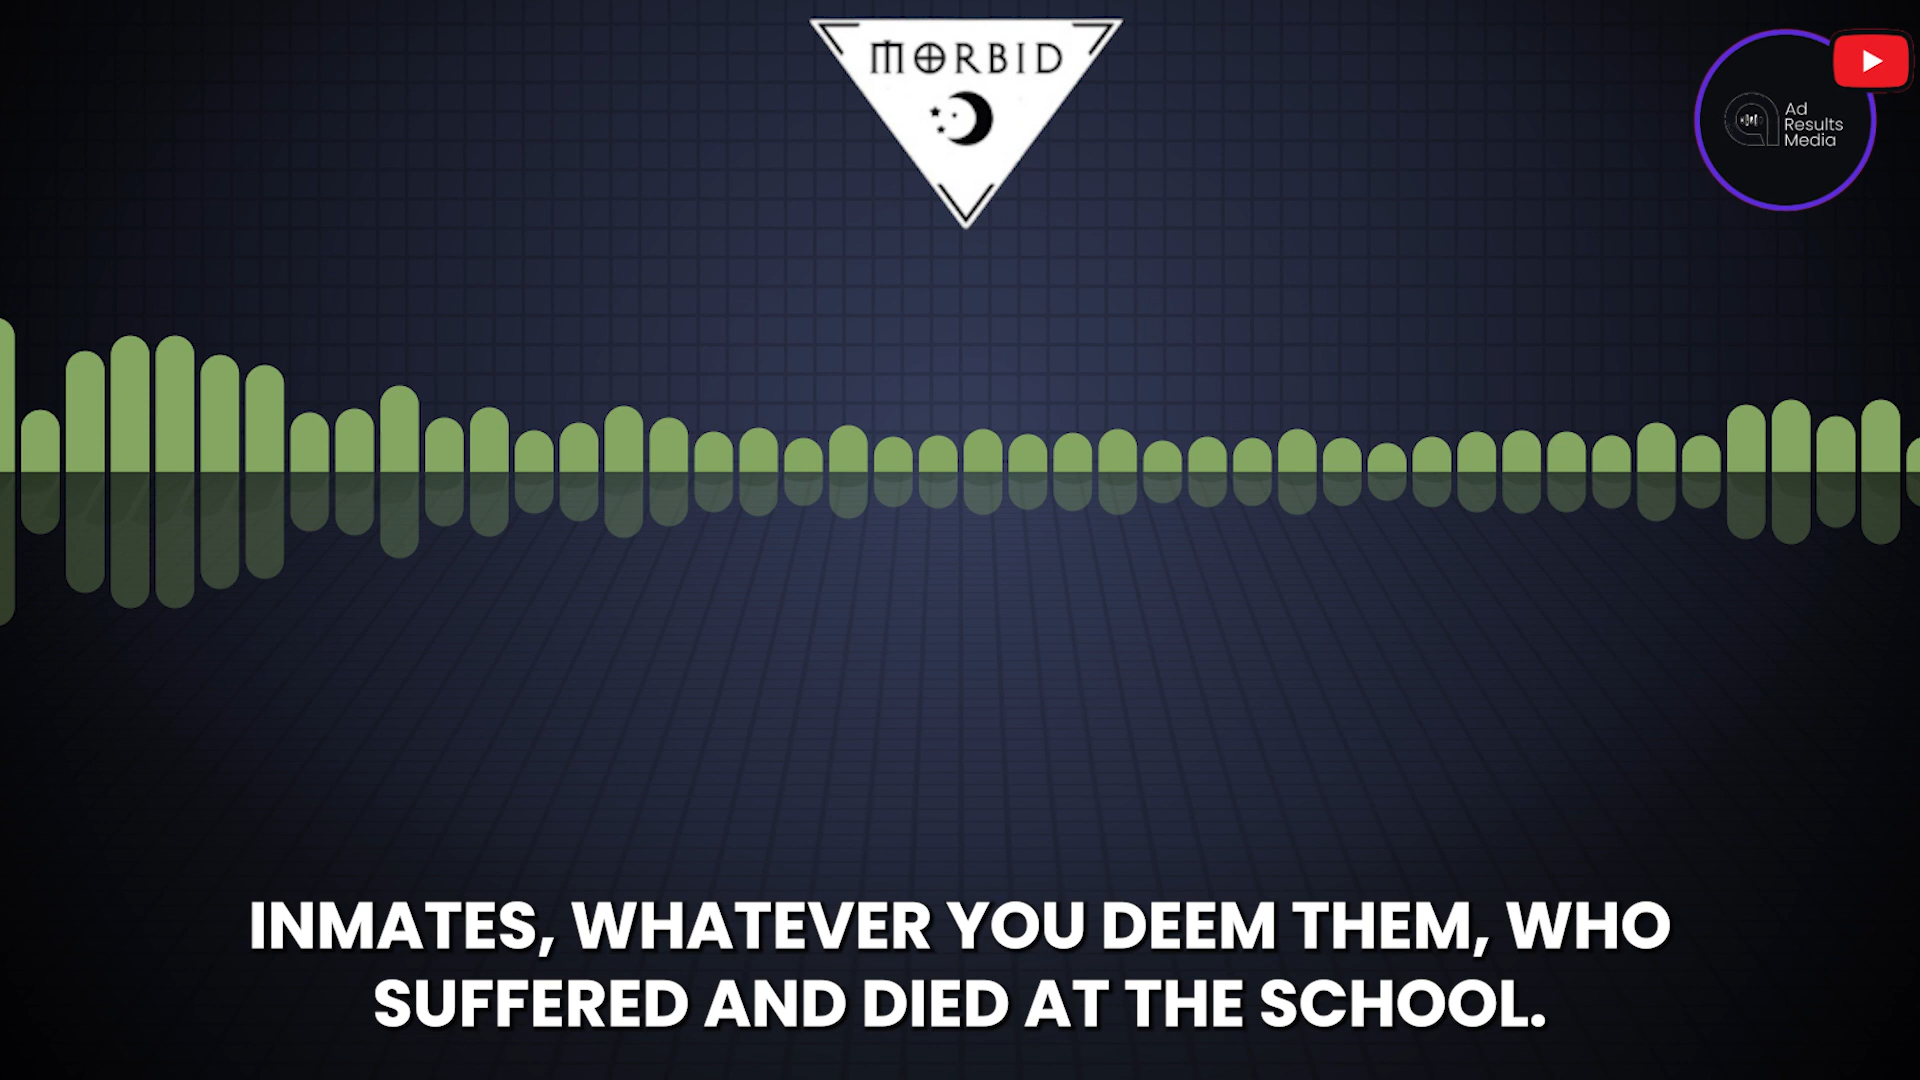 MORBID
Ad
Results
Media
INMATES, WHATEVER YOU DEEM THEM, WHO
SUFFERED AND DIED AT THE SCHOOL.